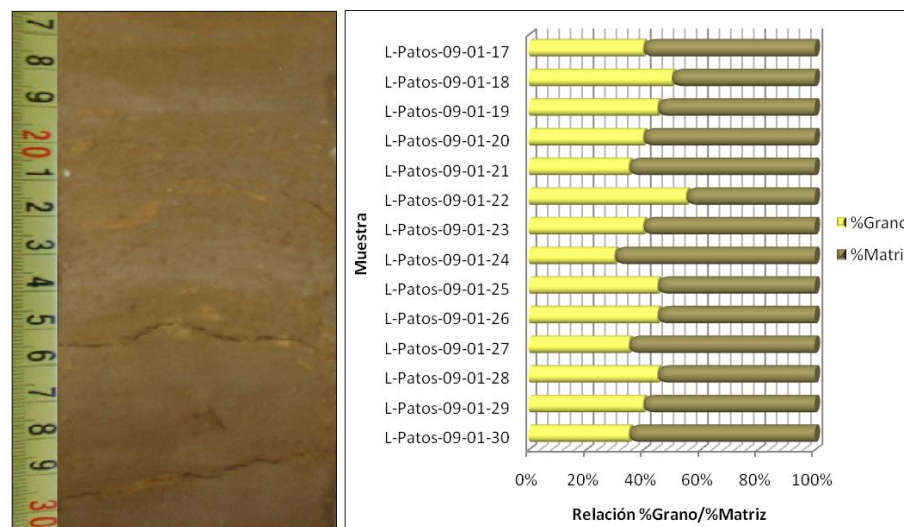 7
8
9
20
1
2
3
4
5
6
7
8
9
30
Muestra
L-Patos-09-01-17
L-Patos-09-01-18
L-Patos-09-01-19
L-Patos-09-01-20
L-Patos-09-01-21
L-Patos-09-01-22
L-Patos-09-01-23
L-Patos-09-01-24
L-Patos-09-01-25
L-Patos-09-01-26
L-Patos-09-01-27
L-Patos-09-01-28
L-Patos-09-01-29
L-Patos-09-01-30
0% 20% 40% 60% 80% 100%
Relación %Grano/%Matriz
%Grano
%Matriz